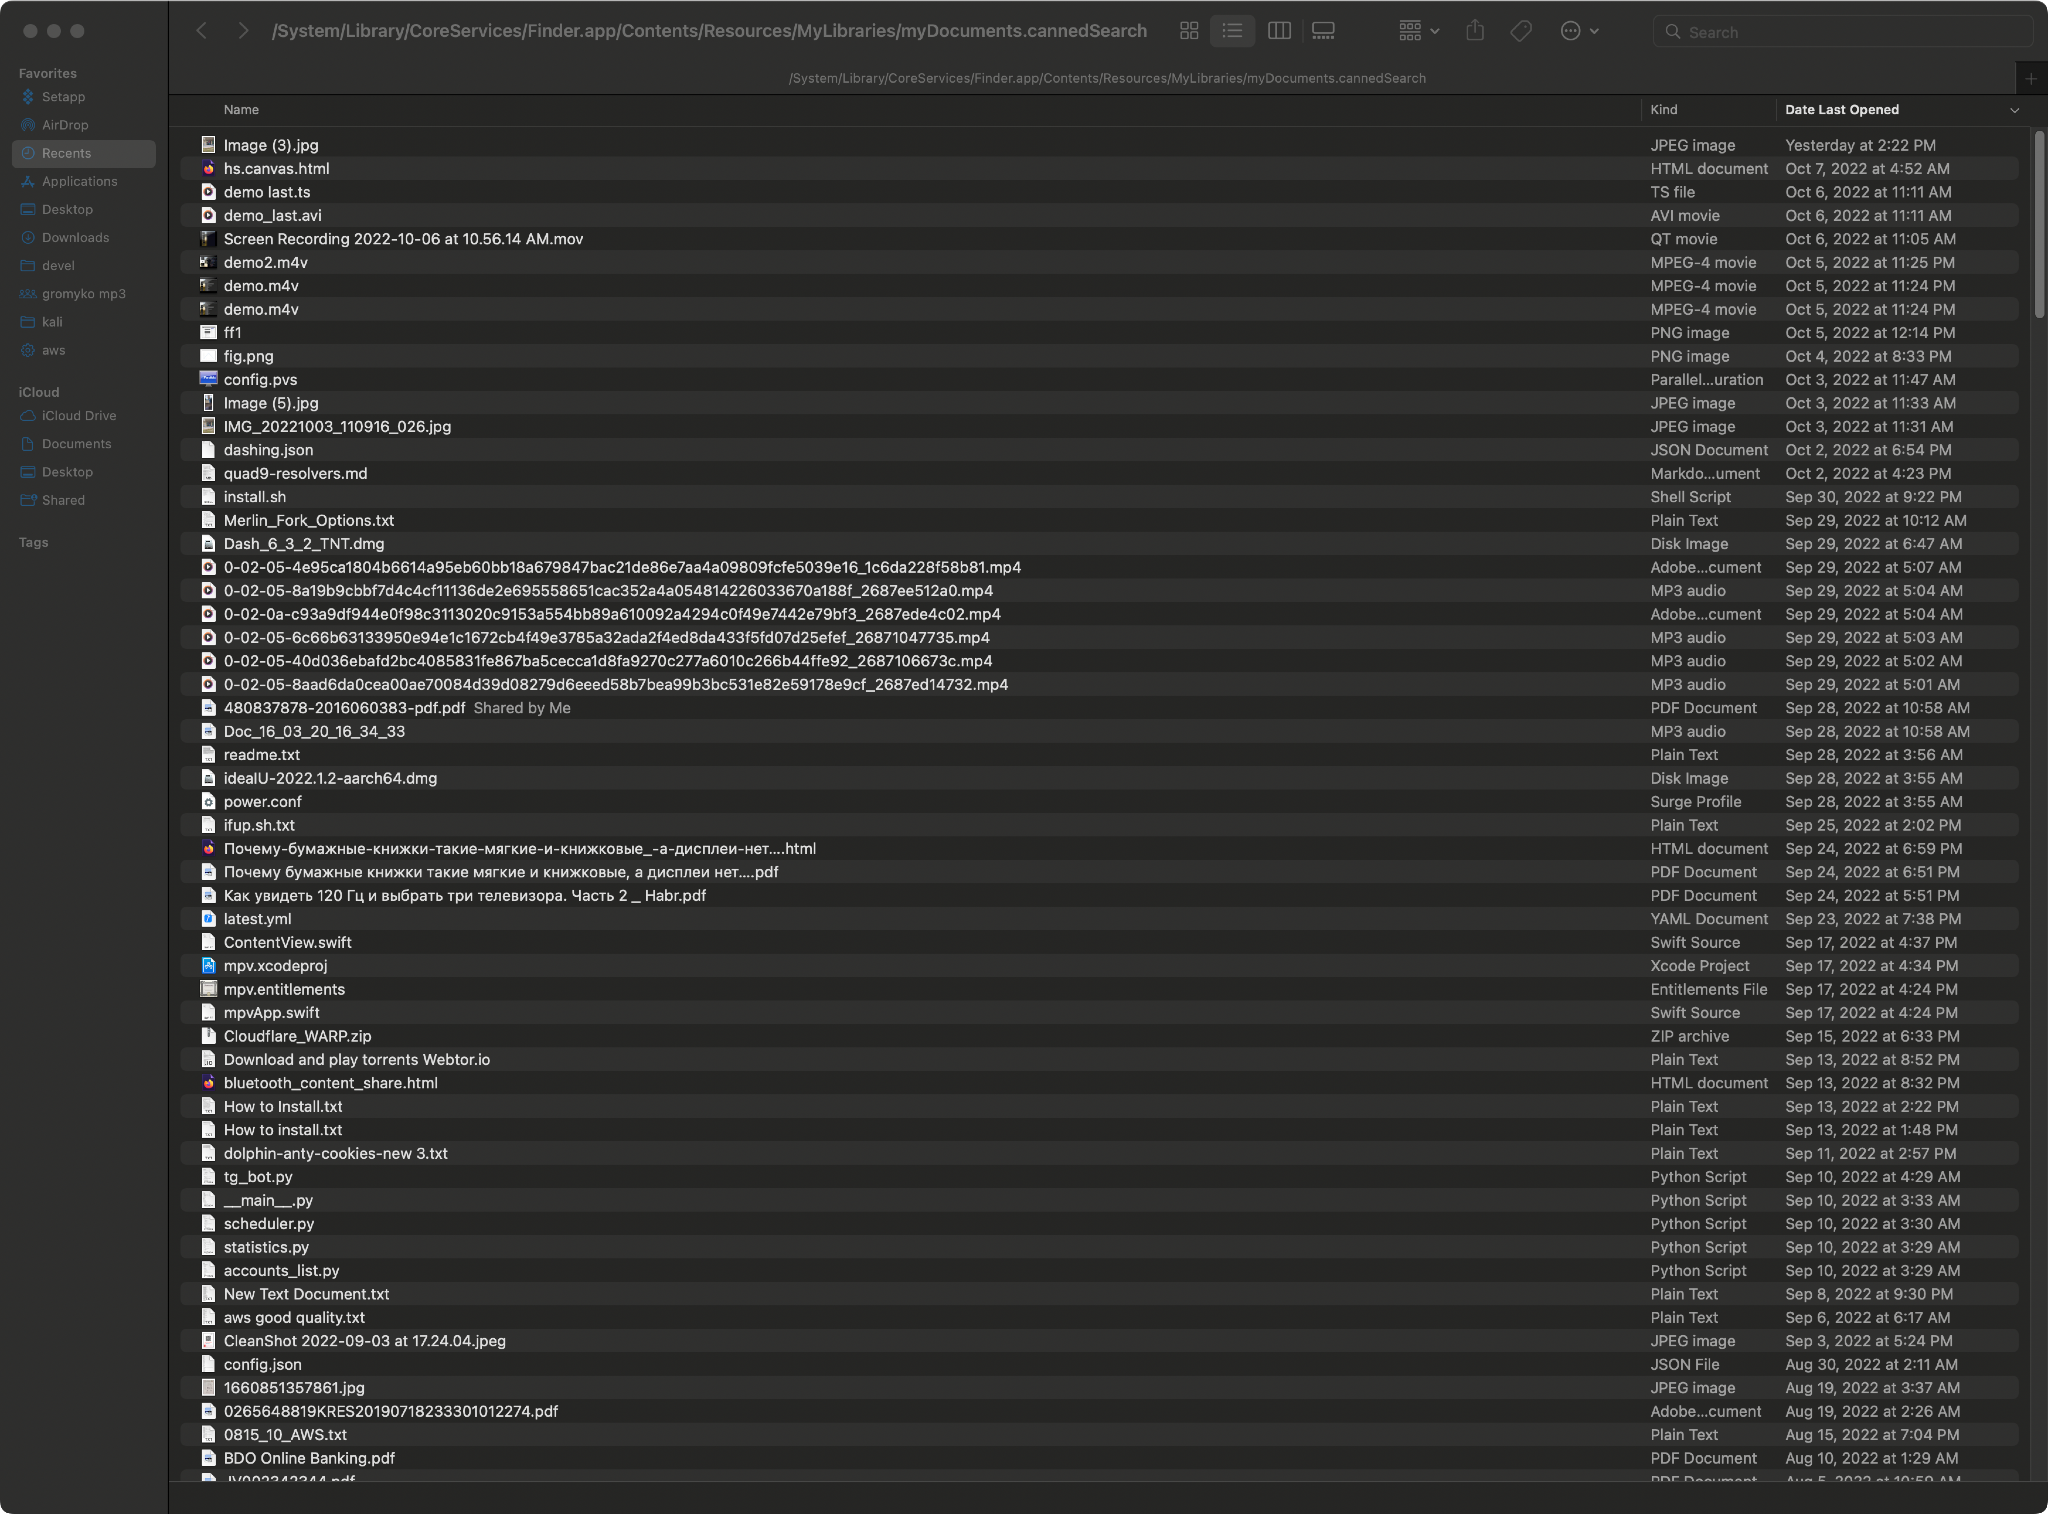 /System/Library/CoreServices/Finder.app/Contents/Resources/MyLibraries/myDocuments.cannedSearch
Search
/System/Library/CoreServices/Finder.app/Contents/Resources/MyLibraries/myDocuments.cannedSearch
Favorites
Setapp
AirDrop
Recents
Applications
Desktop
Downloads
devel
gromyko mp3
kali
aws
iCloud
iCloud Drive
Documents
Desktop
Shared
Tags
Name Kind Date Last Opened
Image (3).jpg JPEG image Yesterday at 2:22 PM
hs.canvas.html HTML document Oct 7, 2022 at 4:52 AM
demo last.ts TS file Oct 6, 2022 at 11:11 AM
demo_last.avi AVI movie Oct 6, 2022 at 11:11 AM
Screen Recording 2022-10-06 at 10.56.14 AM.mov QT movie Oct 6, 2022 at 11:05 AM
demo2.m4v MPEG-4 movie Oct 5, 2022 at 11:25 PM
demo.m4v MPEG-4 movie Oct 5, 2022 at 11:24 PM
demo.m4v MPEG-4 movie Oct 5, 2022 at 11:24 PM
ff1 PNG image Oct 5, 2022 at 12:14 PM
fig.png PNG image Oct 4, 2022 at 8:33 PM
config.pvs Parallel...uration Oct 3, 2022 at 11:47 AM
Image (5).jpg JPEG image Oct 3, 2022 at 11:33 AM
IMG_20221003_110916_026.jpg JPEG image Oct 3, 2022 at 11:31 AM
dashing.json JSON Document Oct 2, 2022 at 6:54 PM
quad9-resolvers.md Markdo...ument Oct 2, 2022 at 4:23 PM
install.sh Shell Script Sep 30, 2022 at 9:22 PM
Merlin_Fork_Options.txt Plain Text Sep 29, 2022 at 10:12 AM
Dash_6_3_2_TNT.dmg Disk Image Sep 29, 2022 at 6:47 AM
0-02-05-4e95ca1804b6614a95eb60bb18a679847bac21de86e7aa4a09809fcfe5039e16_1c6da228f58b81.mp4 Adobe...cument Sep 29, 2022 at 5:07 AM
0-02-05-8a19b9cbbf7d4c4cf11136de2e695558651cac352a4a054814226033670a188f_2687ee512a0.mp4 MP3 audio Sep 29, 2022 at 5:04 AM
0-02-0a-c93a9df944e0f98c3113020c9153a554bb89a610092a4294c0f49e7442e79bf3_2687ede4c02.mp4 Adobe...cument Sep 29, 2022 at 5:04 AM
0-02-05-6c66b63133950e94e1c1672cb4f49e3785a32ada2f4ed8da433f5fd07d25efef_26871047735.mp4 MP3 audio Sep 29, 2022 at 5:03 AM
0-02-05-40d036ebafd2bc4085831fe867ba5cecca1d8fa9270c277a6010c266b44ffe92_2687106673c.mp4 MP3 audio Sep 29, 2022 at 5:02 AM
0-02-05-8aad6da0cea00ae70084d39d08279d6eeed58b7bea99b3bc531e82e59178e9cf_2687ed14732.mp4 MP3 audio Sep 29, 2022 at 5:01 AM
480837878-2016060383-pdf.pdf Shared by Me PDF Document Sep 28, 2022 at 10:58 AM
Doc_16_03_20_16_34_33 MP3 audio Sep 28, 2022 at 10:58 AM
readme.txt Plain Text Sep 28, 2022 at 3:56 AM
idealU-2022.1.2-aarch64.dmg Disk Image Sep 28, 2022 at 3:55 AM
power.conf Surge Profile Sep 28, 2022 at 3:55 AM
ifup.sh.txt Plain Text Sep 25, 2022 at 2:02 PM
Почему-бумажные-книжки-такие-мягкие-и-книжковые_-а-дисплеи-нет....html HTML document Sep 24, 2022 at 6:59 PM
Почему бумажные книжки такие мягкие и книжковые, а дисплеи нет....pdf PDF Document Sep 24, 2022 at 6:51 PM
Как увидеть 120 Гц и выбрать три телевизора. Часть 2 _ Habr.pdf PDF Document Sep 24, 2022 at 5:51 PM
latest.yml YAML Document Sep 23, 2022 at 7:38 PM
ContentView.swift Swift Source Sep 17, 2022 at 4:37 PM
mpv.xcodeproj Xcode Project Sep 17, 2022 at 4:34 PM
mpv.entitlements Entitlements File Sep 17, 2022 at 4:24 PM
mpvApp.swift Swift Source Sep 17, 2022 at 4:24 PM
Cloudflare_WARP.zip ZIP archive Sep 15, 2022 at 6:33 PM
Download and play torrents Webtor.io Plain Text Sep 13, 2022 at 8:52 PM
bluetooth_content_share.html HTML document Sep 13, 2022 at 8:32 PM
How to Install.txt Plain Text Sep 13, 2022 at 2:22 PM
How to install.txt Plain Text Sep 13, 2022 at 1:48 PM
dolphin-anty-cookies-new 3.txt Plain Text Sep 11, 2022 at 2:57 PM
tg_bot.py Python Script Sep 10, 2022 at 4:29 AM
__main__.py Python Script Sep 10, 2022 at 3:33 AM
scheduler.py Python Script Sep 10, 2022 at 3:30 AM
statistics.py Python Script Sep 10, 2022 at 3:29 AM
accounts_list.py Python Script Sep 10, 2022 at 3:29 AM
New Text Document.txt Plain Text Sep 8, 2022 at 9:30 PM
aws good quality.txt Plain Text Sep 6, 2022 at 6:17 AM
CleanShot 2022-09-03 at 17.24.04.jpeg JPEG image Sep 3, 2022 at 5:24 PM
config.json JSON File Aug 30, 2022 at 2:11 AM
1660851357861.jpg JPEG image Aug 19, 2022 at 3:37 AM
0265648819KRES20190718233301012274.pdf Adobe...cument Aug 19, 2022 at 2:26 AM
0815_10_AWS.txt Plain Text Aug 15, 2022 at 7:04 PM
BDO Online Banking.pdf PDF Document Aug 10, 2022 at 1:29 AM
PDF Document